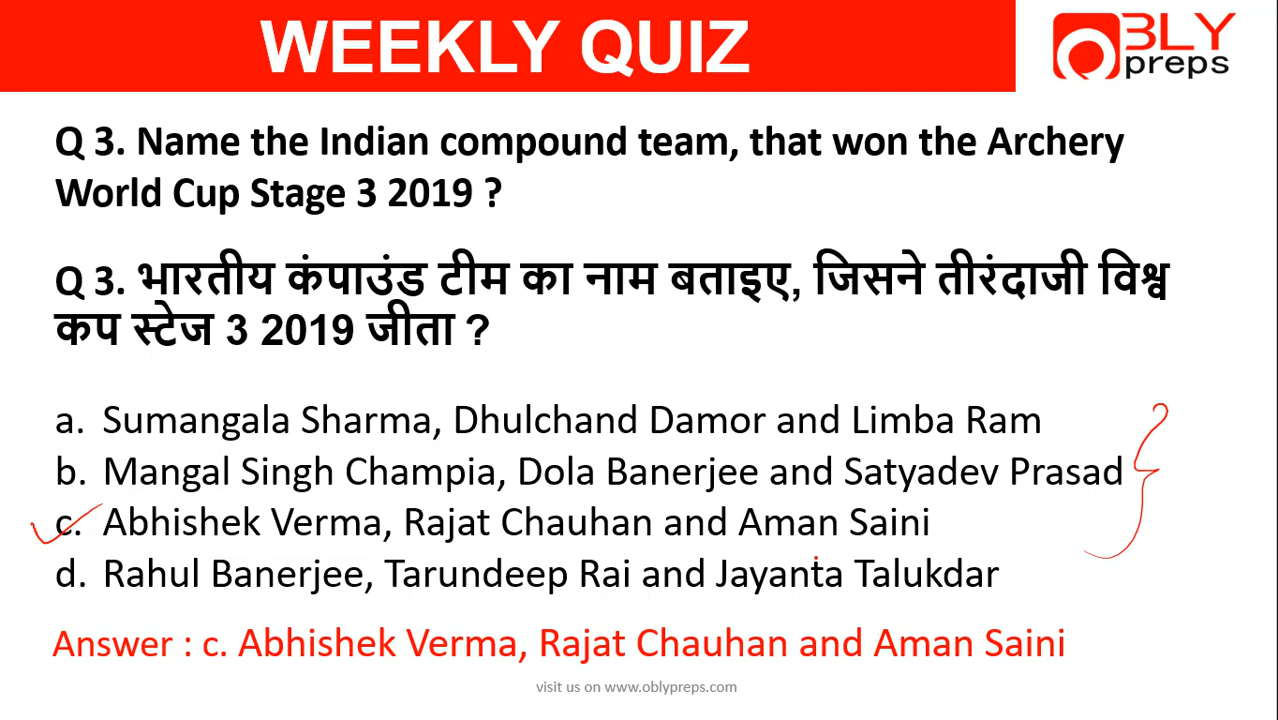 WEEKLY QUIZ
OBLY
preps
Q 3. Name the Indian compound team, that won the Archery
World Cup Stage 3 2019 ?
Q 3. भारतीय कंपाउंड टीम का नाम बताइए, जिसने तीरंदाजी विश्व
कप स्टेज 3 2019 जीता ?
a. Sumangala Sharma, Dhulchand Damor and Limba Ram
b. Mangal Singh Champia, Dola Banerjee and Satyadev Prasad
c. Abhishek Verma, Rajat Chauhan and Aman Saini
d. Rahul Banerjee, Tarundeep Rai and Jayanta Talukdar
Answer : c. Abhishek Verma, Rajat Chauhan and Aman Saini
visit us on www.oblypreps.com